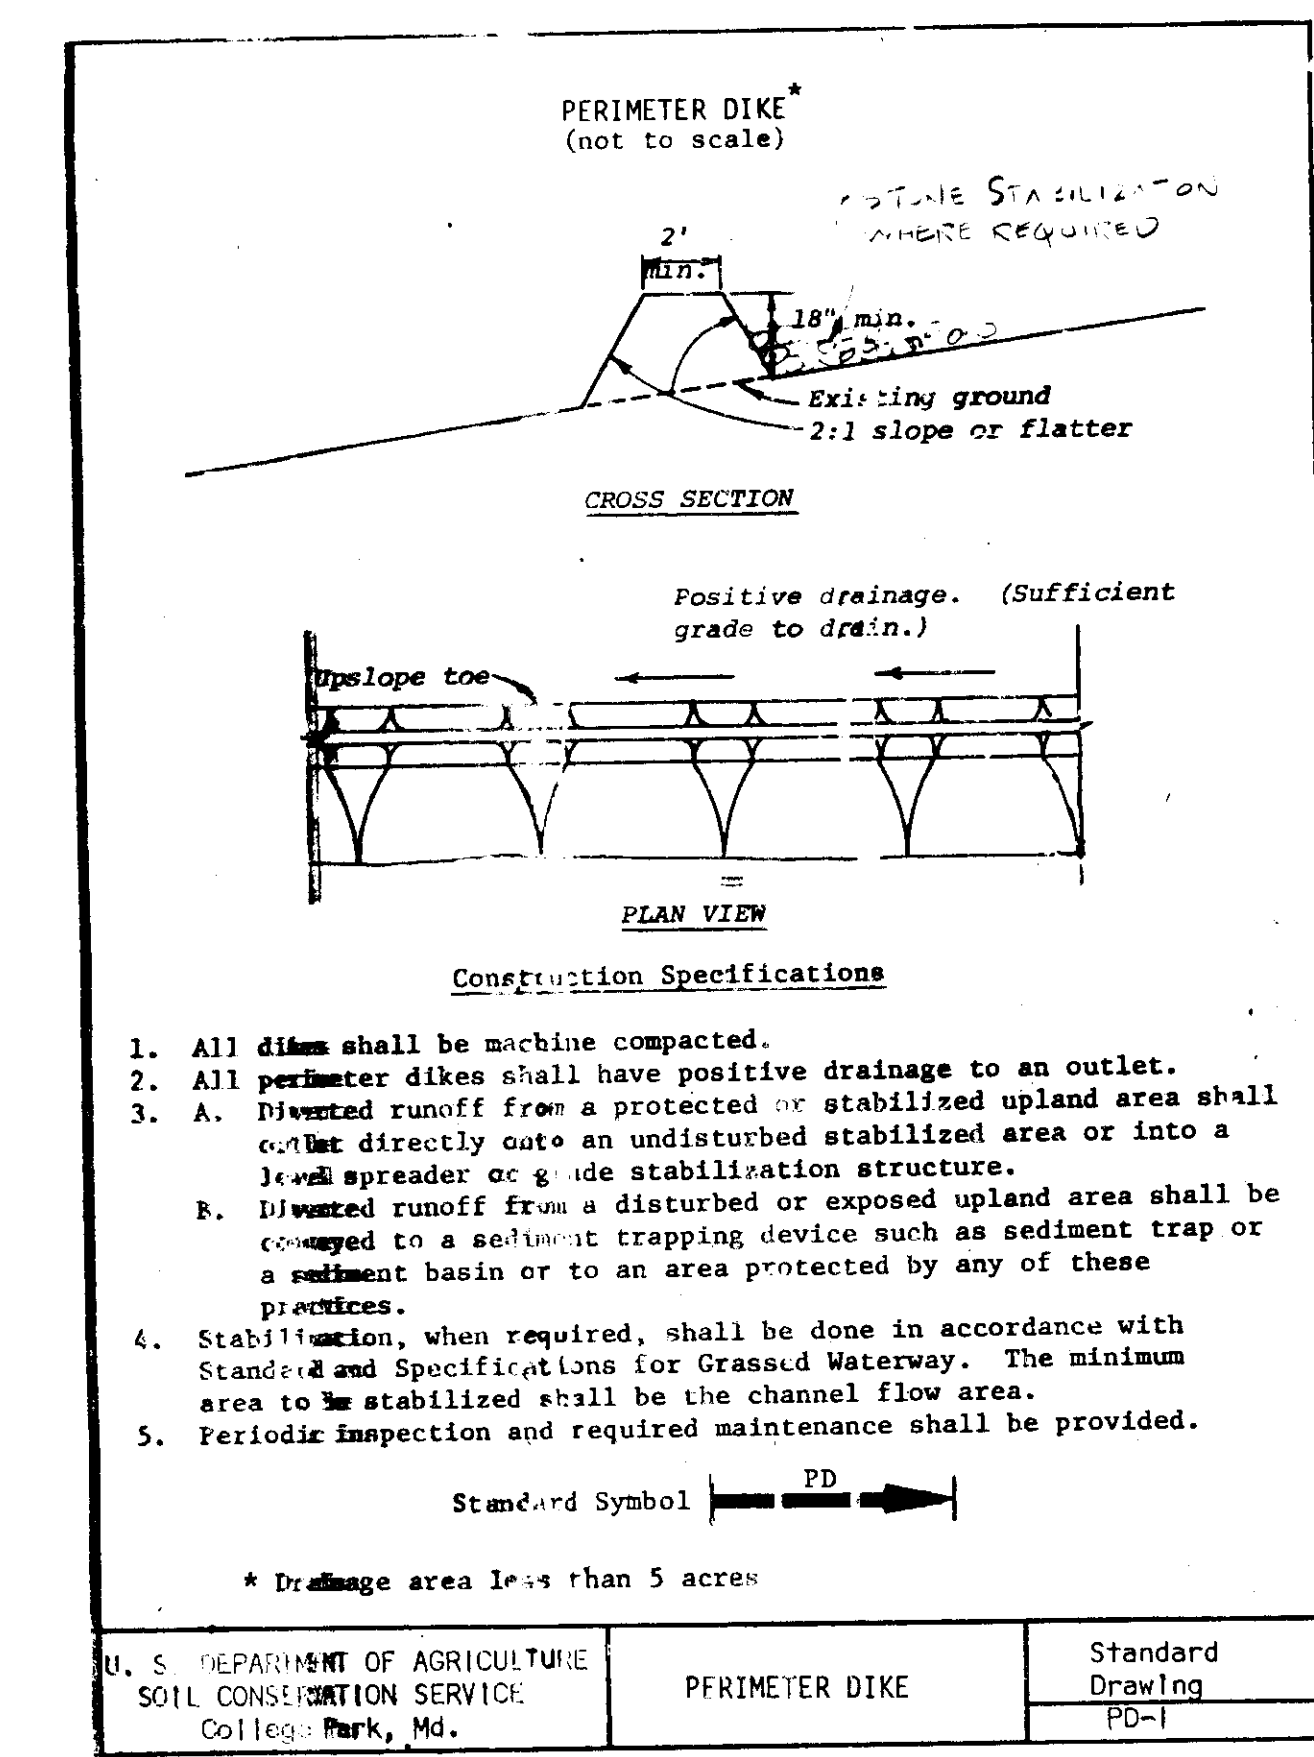 PERIMETER DIKE*
(not to scale)
STONE STABILIZATION
WHERE REQUIRED
2'
min.
18" min.
Existing ground
2:1 slope or flatter
CROSS SECTION
Positive drainage. (Sufficient
grade to drain.)
Upslope toe
PLAN VIEW
Construction Specifications
1. All dikes shall be machine compacted.
2. All perimeter dikes shall have positive drainage to an outlet.
3. A. Diverted runoff from a protected or stabilized upland area shall
outlet directly onto an undisturbed stabilized area or into a
level spreader or grade stabilization structure.
B. Diverted runoff from a disturbed or exposed upland area shall be
conveyed to a sediment trapping device such as sediment trap or
a sediment basin or to an area protected by any of these
practices.
4. Stabilization, when required, shall be done in accordance with
Standard and Specifications for Grassed Waterway. The minimum
area to be stabilized shall be the channel flow area.
5. Periodic inspection and required maintenance shall be provided.
Standard Symbol PD
* Drainage area less than 5 acres
U. S. DEPARTMENT OF AGRICULTURE
SOIL CONSERVATION SERVICE
College Park, Md.
PERIMETER DIKE
Standard
Drawing
PD-1